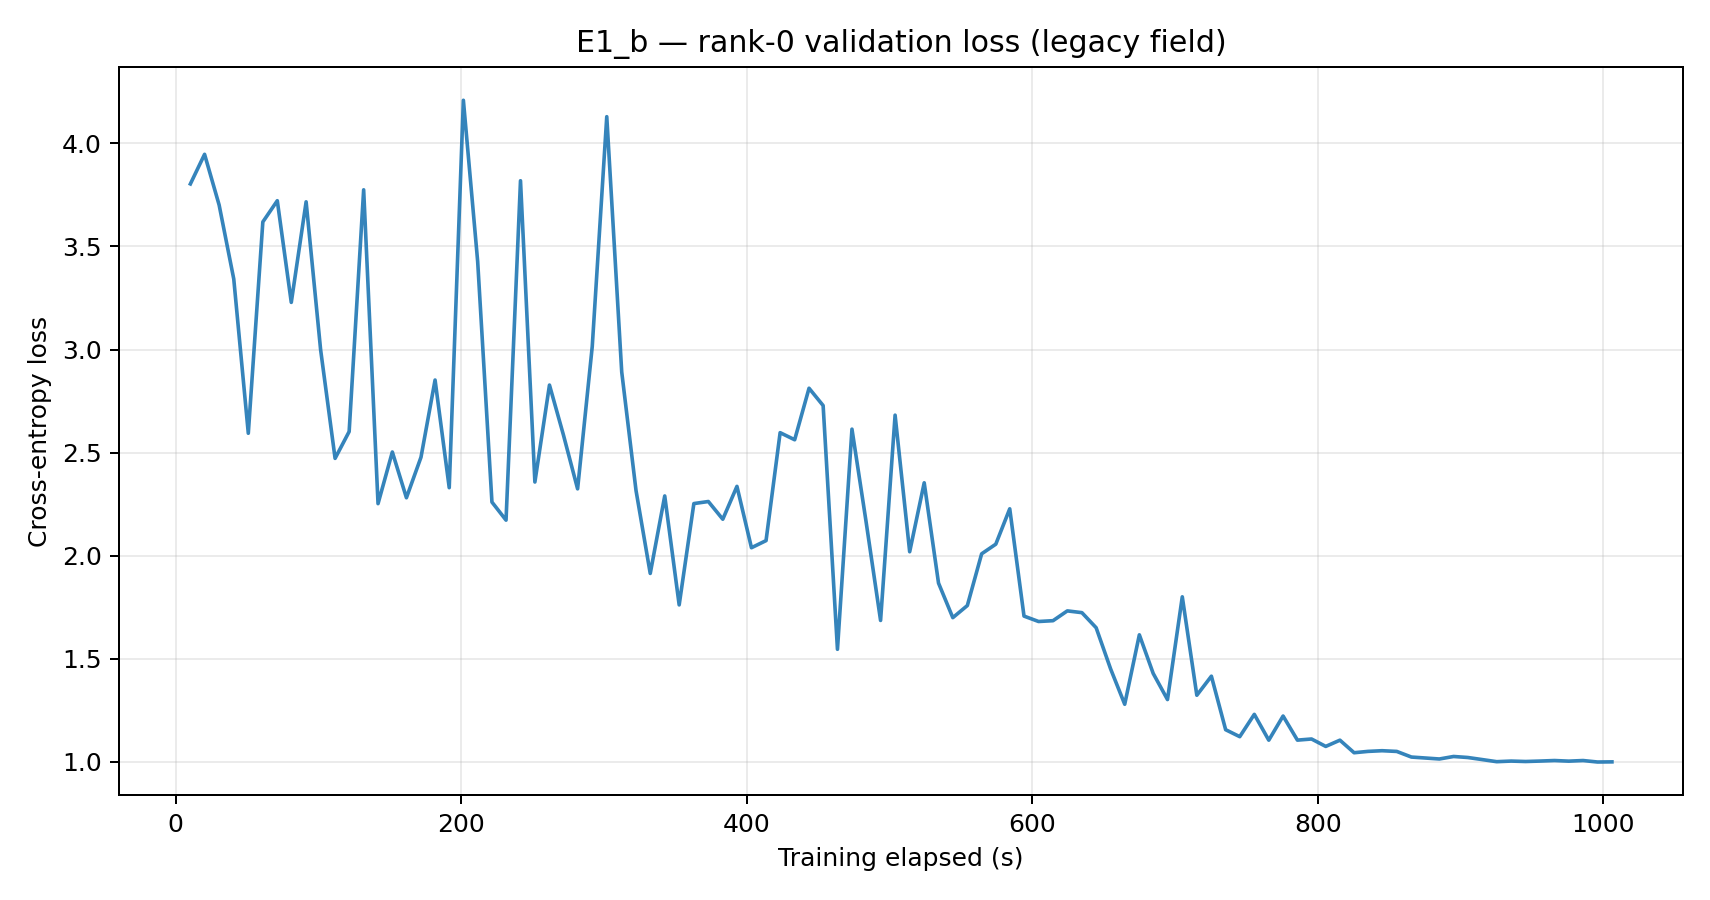 E1_b — rank-0 validation loss (legacy field)
Cross-entropy loss
4.0
3.5
3.0
2.5
2.0
1.5
1.0
0 200 400 600 800 1000
Training elapsed (s)